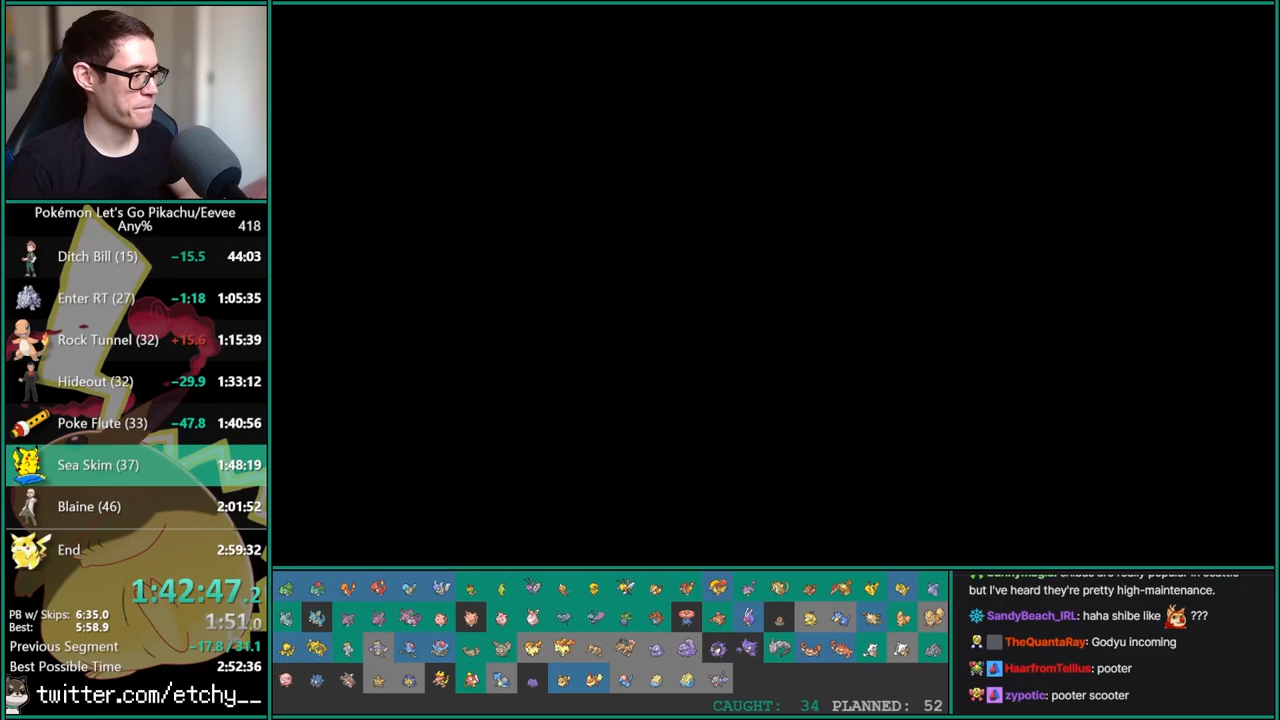 Pokémon Let's Go Pikachu/Eevee
Any% 418
Ditch Bill (15) −15.5 44:03
Enter RT (27) −1:18 1:05:35
Rock Tunnel (32) +15.6 1:15:39
Hideout (32) −29.9 1:33:12
Poke Flute (33) −47.8 1:40:56
Sea Skim (37) 1:48:19
Blaine (46) 2:01:52
End 2:59:32
1:42:47.2
PB w/ Skips: 6:35.0
Best: 5:58.9
1:51.0
Previous Segment −17.8 /
Best Possible Time 2:52:36
twitter.com/etchy__
CAUGHT: 34 PLANNED: 52
but I've heard they're pretty high-maintenance.
SandyBeach_IRL: haha shibe like ???
TheQuantaRay: Godyu incoming
HaarfromTellius: pooter
zypotic: pooter scooter